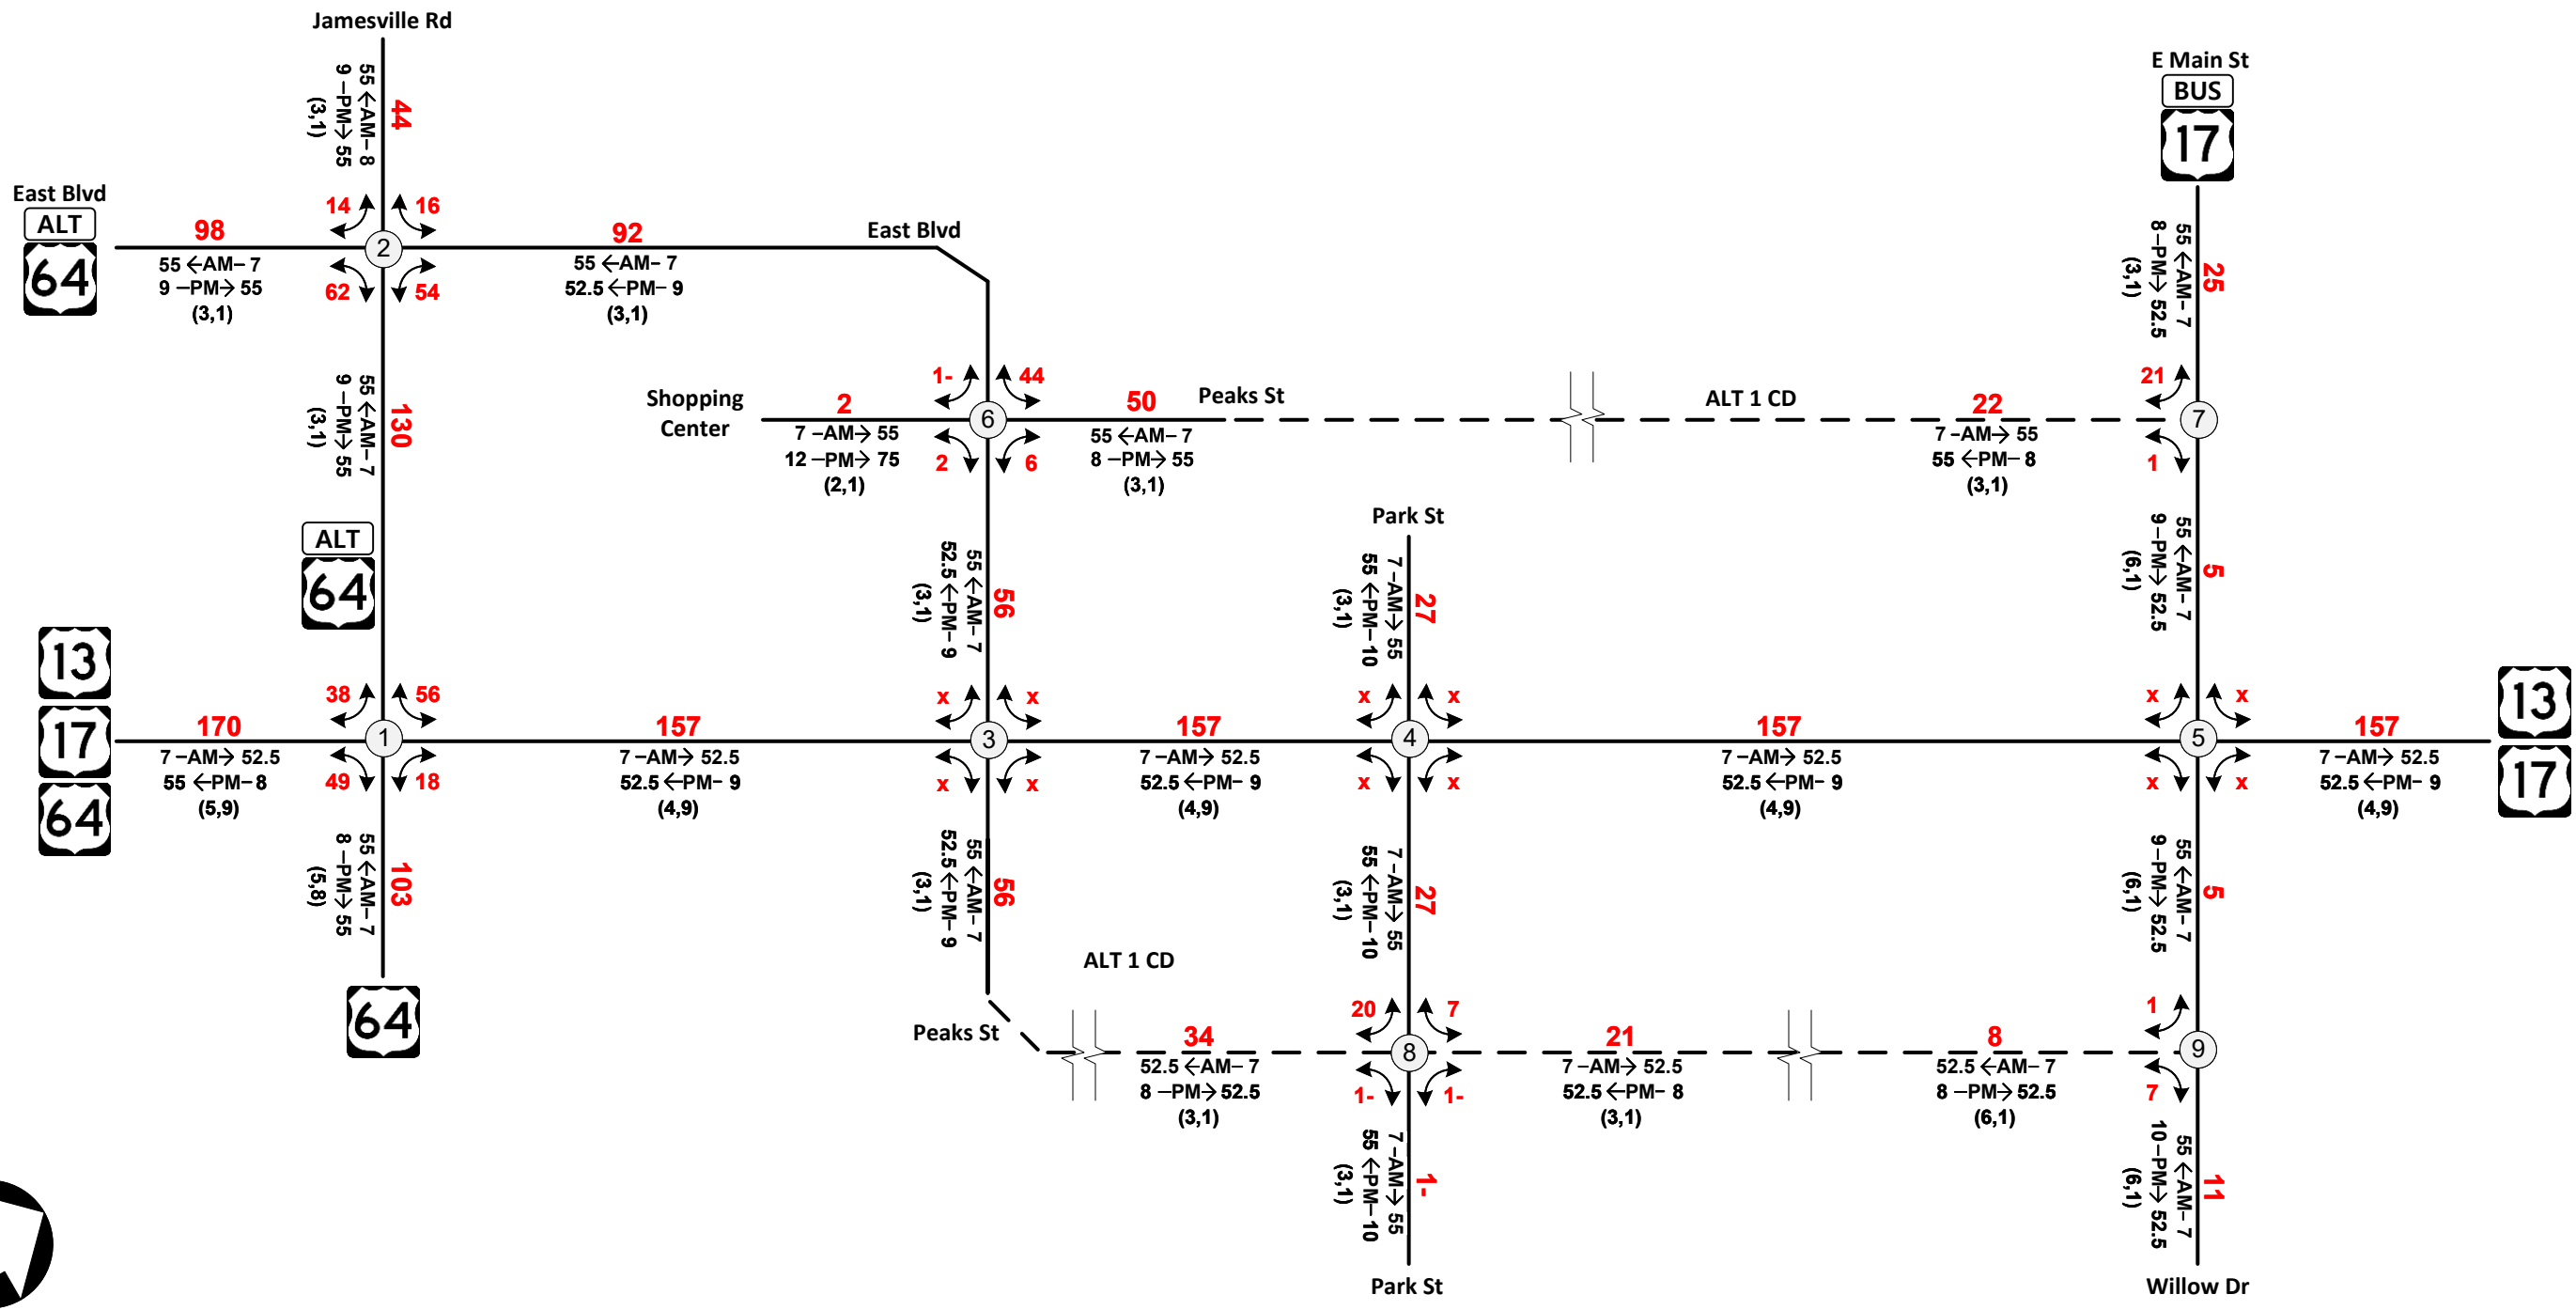 Jamesville Rd
44
55 ←AM– 8
9 –PM→ 55
(3,1)
E Main St
BUS
17
East Blvd
ALT
64
98
55 ←AM– 7
9 –PM→ 55
(3,1)
14
16
2
62
54
92
55 ←AM– 7
52.5 ←PM– 9
(3,1)
East Blvd
25
55 ←AM– 7
8 –PM→ 52.5
(3,1)
130
55 ←AM– 7
9 –PM→ 55
(3,1)
Shopping
Center
2
7 –AM→ 55
12 –PM→ 75
(2,1)
1-
44
6
2
6
50
55 ←AM– 7
8 –PM→ 55
(3,1)
Peaks St
ALT 1 CD
22
7 –AM→ 55
55 ←PM– 8
(3,1)
21
7
1
Park St
ALT
64
56
55 ←AM– 7
52.5 ←PM– 9
(3,1)
27
7 –AM→ 55
55 ←PM– 10
(3,1)
5
55 ←AM– 7
9 –PM→ 52.5
(6,1)
13
17
64
170
7 –AM→ 52.5
55 ←PM– 8
(5,9)
38
56
1
49
18
157
7 –AM→ 52.5
52.5 ←PM– 9
(4,9)
x
x
3
x
x
157
7 –AM→ 52.5
52.5 ←PM– 9
(4,9)
x
x
4
x
x
157
7 –AM→ 52.5
52.5 ←PM– 9
(4,9)
x
x
5
x
x
157
7 –AM→ 52.5
52.5 ←PM– 9
(4,9)
13
17
103
55 ←AM– 7
8 –PM→ 55
(5,8)
64
56
55 ←AM– 7
52.5 ←PM– 9
(3,1)
27
7 –AM→ 55
55 ←PM– 10
(3,1)
5
55 ←AM– 7
9 –PM→ 52.5
(6,1)
ALT 1 CD
Peaks St
34
52.5 ←AM– 7
8 –PM→ 52.5
(3,1)
20
7
8
1-
1-
21
7 –AM→ 52.5
52.5 ←PM– 8
(3,1)
8
52.5 ←AM– 7
8 –PM→ 52.5
(6,1)
1
9
7
1-
7 –AM→ 55
55 ←PM– 10
(3,1)
11
55 ←AM– 7
10 –PM→ 52.5
(6,1)
Park St
Willow Dr